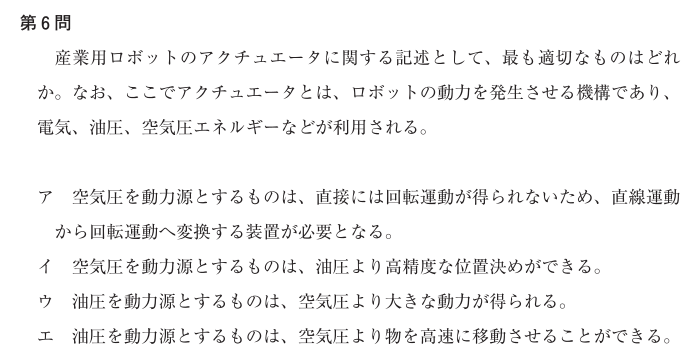 第6問
産業用ロボットのアクチュエータに関する記述として、最も適切なものはどれ
か。なお、ここでアクチュエータとは、ロボットの動力を発生させる機構であり、
電気、油圧、空気圧エネルギーなどが利用される。
ア　空気圧を動力源とするものは、直接には回転運動が得られないため、直線運動
から回転運動へ変換する装置が必要となる。
イ　空気圧を動力源とするものは、油圧より高精度な位置決めができる。
ウ　油圧を動力源とするものは、空気圧より大きな動力が得られる。
エ　油圧を動力源とするものは、空気圧より物を高速に移動させることができる。